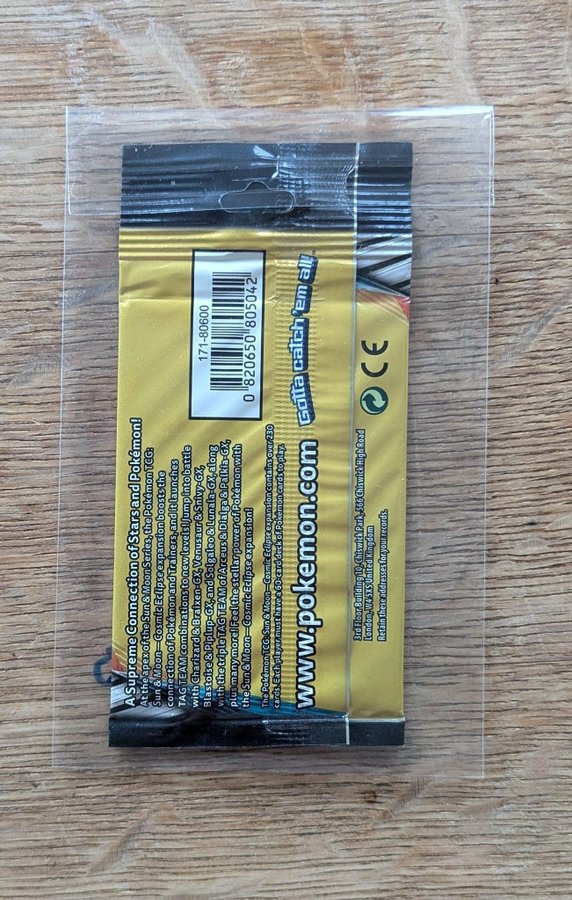 A Supreme Connection of Stars and Pokémon!
At the apex of the Sun & Moon Series, the Pokémon TCG:
Sun & Moon—Cosmic Eclipse expansion boosts the
connection of Pokémon and Trainers, and it launches
TAG TEAM combinations to new levels! Jump into battle
with Charizard & Braixen-GX, Venusaur & Snivy-GX,
Blastoise & Piplup-GX, and Solgaleo & Lunala-GX, along
with the triple TAG TEAM of Arceus & Dialga & Palkia-GX,
plus many more! Feel the stellar power of Pokémon with
the Sun & Moon—Cosmic Eclipse expansion!
The Pokémon TCG: Sun & Moon—Cosmic Eclipse expansion contains over 230
cards. Each player must have a 60-card deck of Pokémon cards to play.
www.pokemon.com
171-80600
0 820650 805042
Gotta catch 'em all!™
3rd Floor, Building 10, Chiswick Park, 566 Chiswick High Road
London, W4 5XS United Kingdom
Retain these addresses for your records.
CE